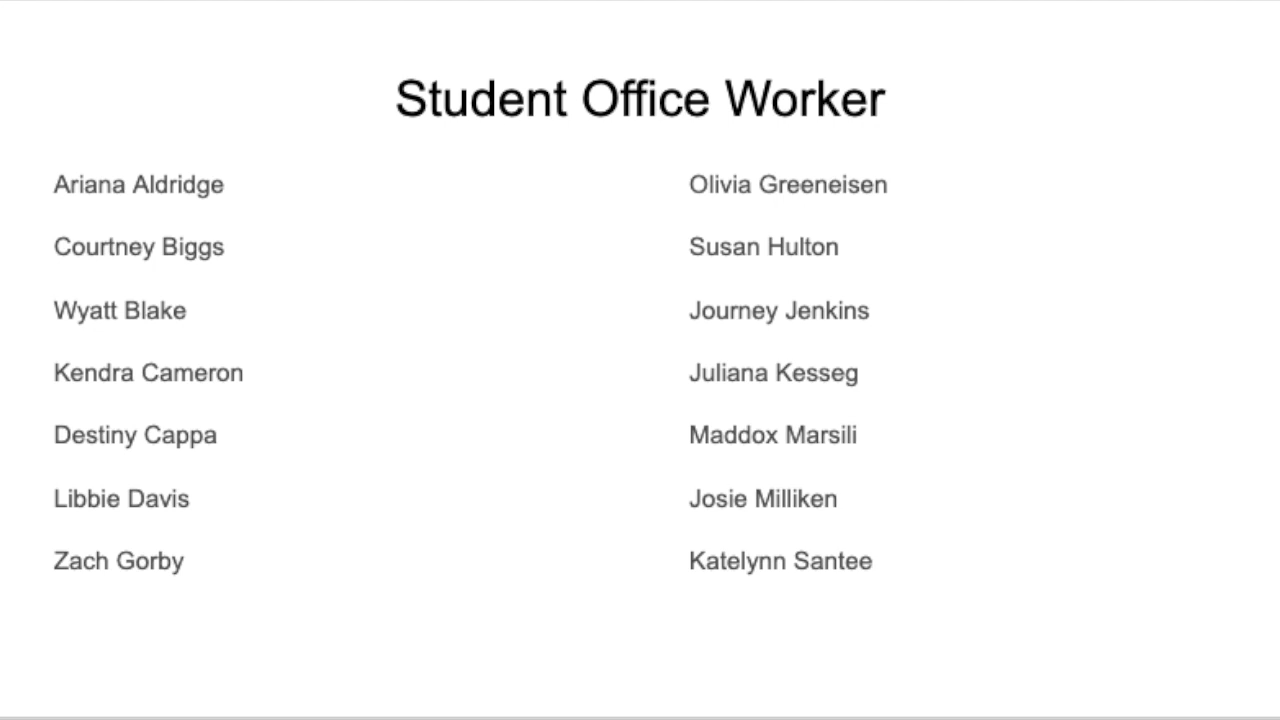 Student Office Worker
Ariana Aldridge
Courtney Biggs
Wyatt Blake
Kendra Cameron
Destiny Cappa
Libbie Davis
Zach Gorby
Olivia Greeneisen
Susan Hulton
Journey Jenkins
Juliana Kesseg
Maddox Marsili
Josie Milliken
Katelynn Santee